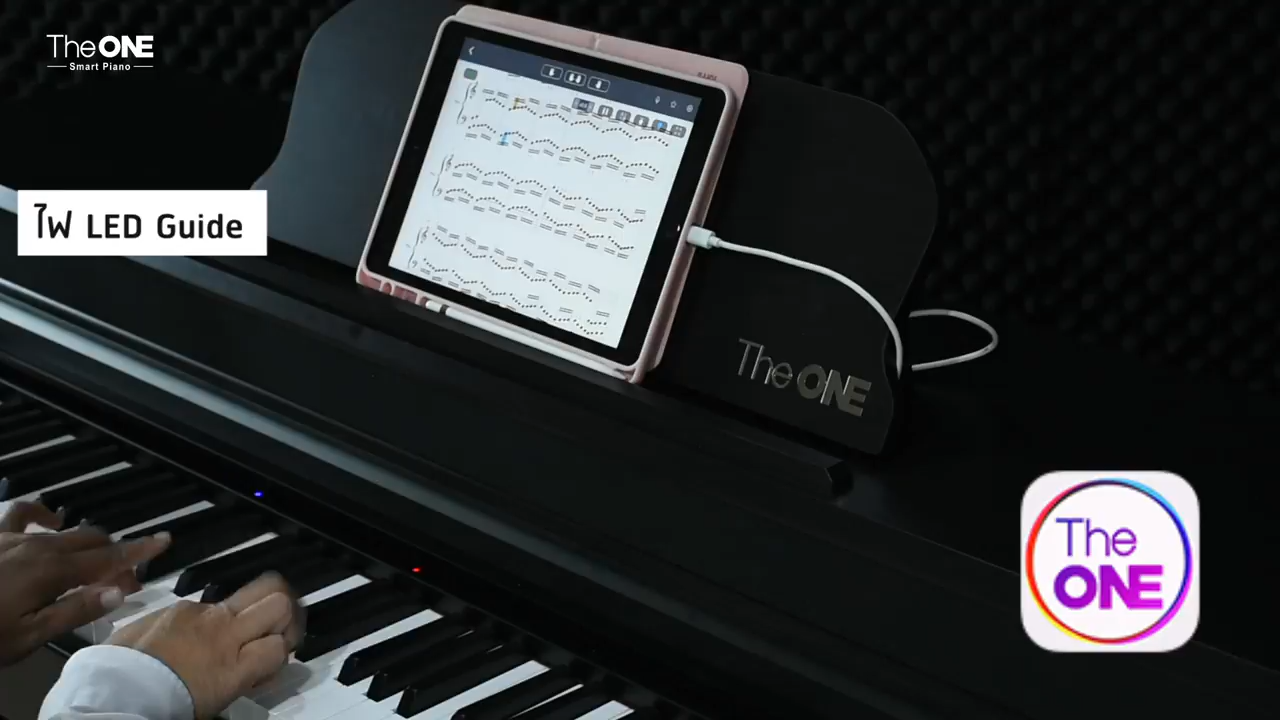 The ONE
Smart Piano
ไฟ LED Guide
The ONE
The
ONE